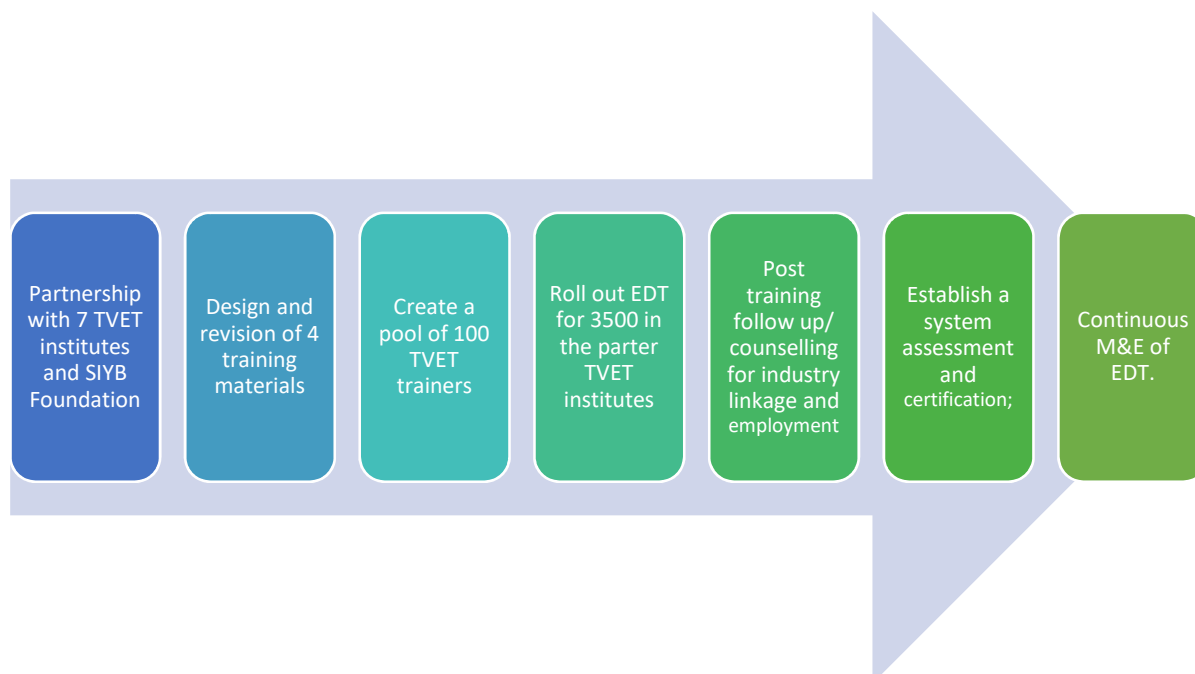 Partnership
with 7 TVET
institutes
and SIYB
Foundation
Design and
revision of 4
training
materials
Create a
pool of 100
TVET
trainers
Roll out EDT
for 3500 in
the parter
TVET
institutes
Post
training
follow up/
counselling
for industry
linkage and
employment
Establish a
system
assessment
and
certification;
Continuous
M&E of
EDT.